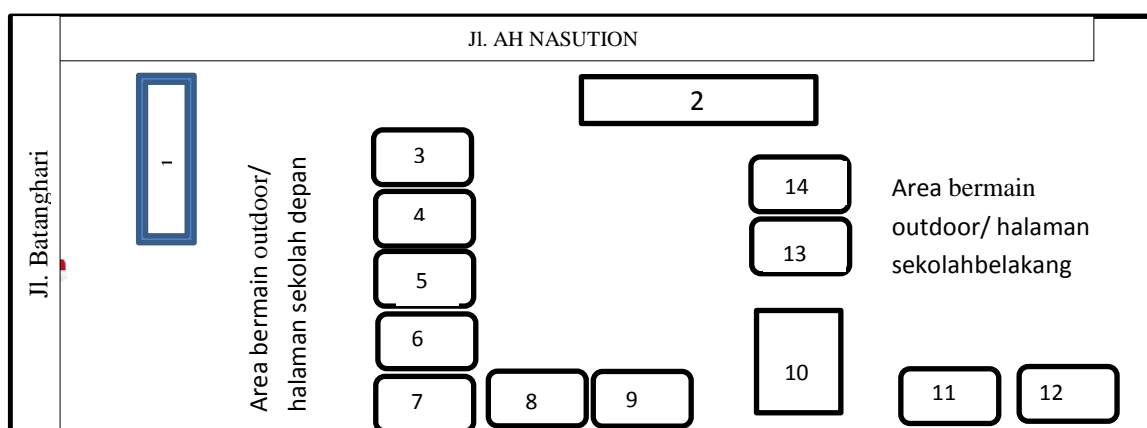 Jl. AH NASUTION
Jl. Batanghari
1
Area bermain outdoor/
halaman sekolah depan
2
3
4
5
6
7
8
9
14
13
10
Area bermain
outdoor/ halaman
sekolahbelakang
11
12